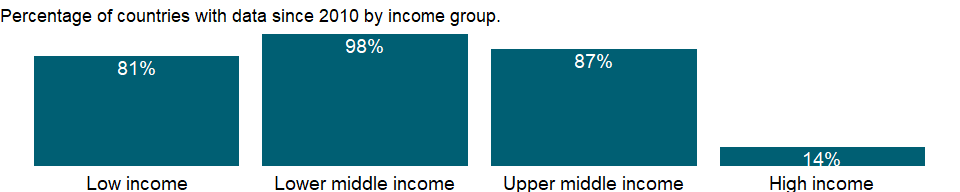 Percentage of countries with data since 2010 by income group.
81%
98%
87%
14%
Low income
Lower middle income
Upper middle income
High income